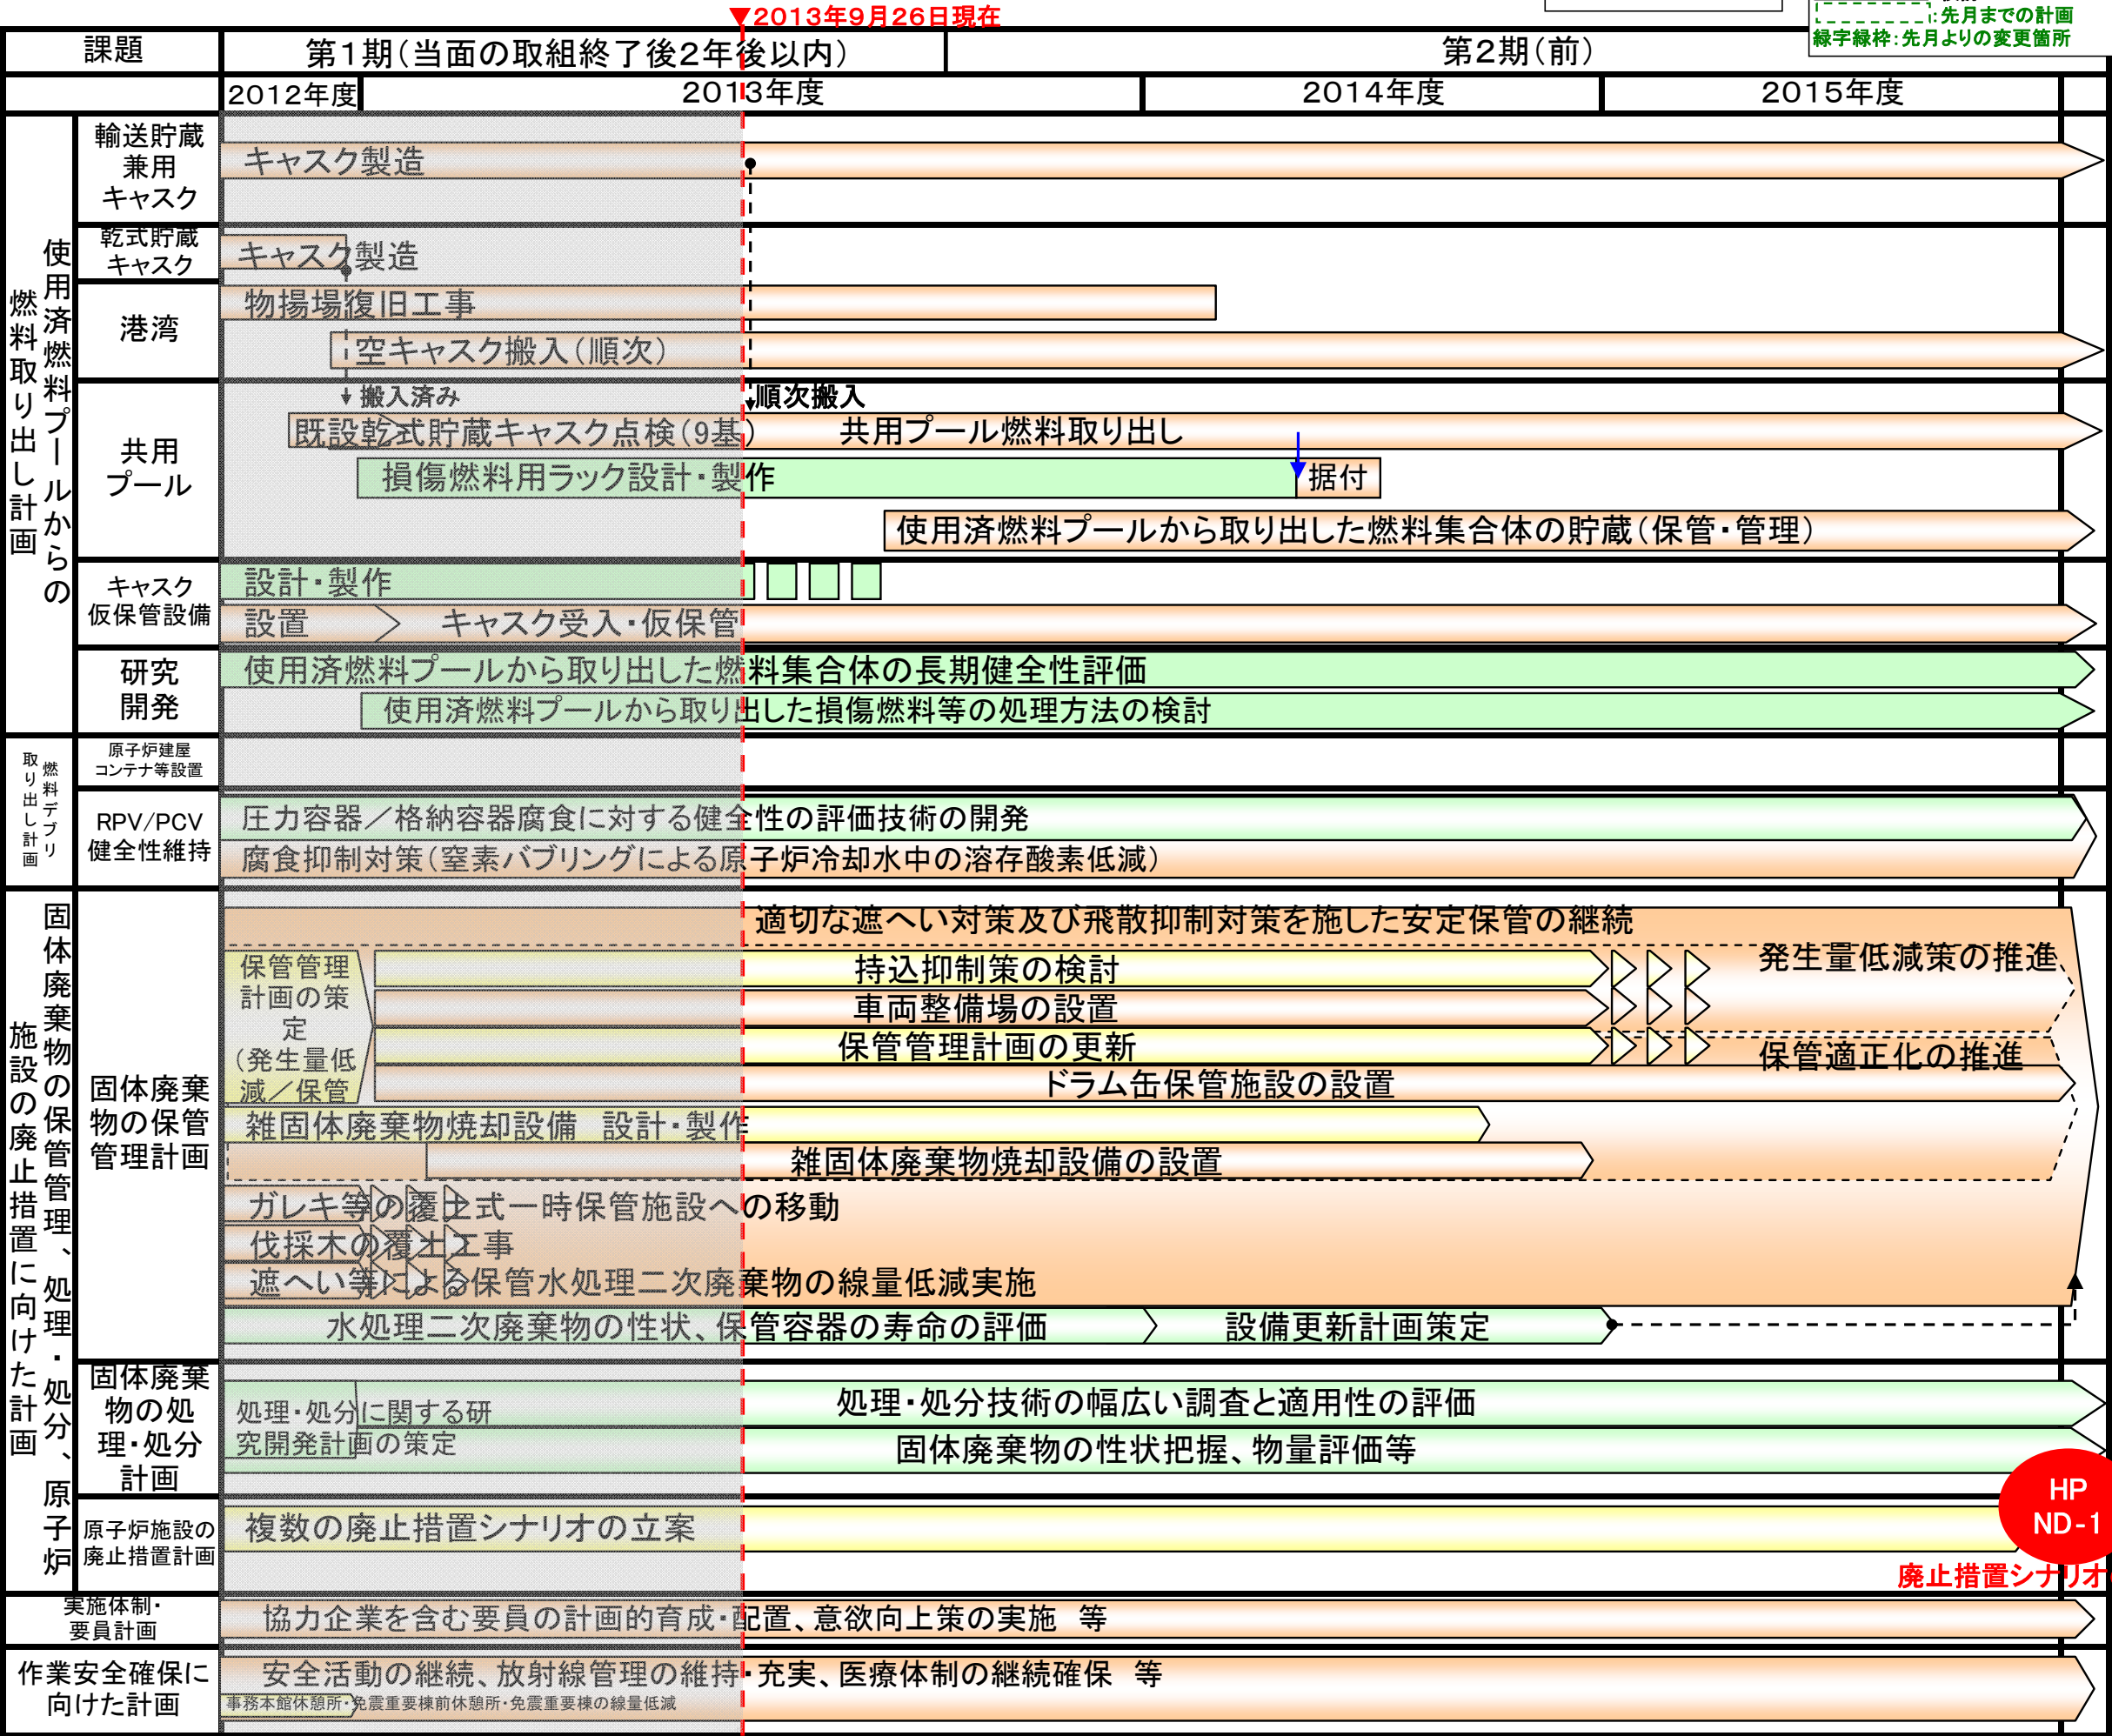 ▼2013年9月26日現在
:先月までの計画
緑字緑枠:先月よりの変更箇所
課題
第1期(当面の取組終了後2年後以内)
第2期(前)
2012年度
2013年度
2014年度
2015年度
使用済燃料プールからの
燃料取り出し計画
輸送貯蔵
兼用
キャスク
キャスク製造
乾式貯蔵
キャスク
キャスク製造
港湾
物揚場復旧工事
空キャスク搬入(順次)
共用
プール
搬入済み
順次搬入
既設乾式貯蔵キャスク点検(9基)
共用プール燃料取り出し
損傷燃料用ラック設計・製作
据付
使用済燃料プールから取り出した燃料集合体の貯蔵(保管・管理)
キャスク
仮保管設備
設計・製作
設置
キャスク受入・仮保管
研究
開発
使用済燃料プールから取り出した燃料集合体の長期健全性評価
使用済燃料プールから取り出した損傷燃料等の処理方法の検討
燃料デブリ
取り出し計画
原子炉建屋
コンテナ等設置
RPV/PCV
健全性維持
圧力容器/格納容器腐食に対する健全性の評価技術の開発
腐食抑制対策(窒素バブリングによる原子炉冷却水中の溶存酸素低減)
固体廃棄物の保管管理、処理・処分、原子炉
施設の廃止措置に向けた計画
固体廃棄
物の保管
管理計画
適切な遮へい対策及び飛散抑制対策を施した安定保管の継続
保管管理
計画の策
定
(発生量低
減/保管
持込抑制策の検討
発生量低減策の推進
車両整備場の設置
保管管理計画の更新
保管適正化の推進
ドラム缶保管施設の設置
雑固体廃棄物焼却設備 設計・製作
雑固体廃棄物焼却設備の設置
ガレキ等の覆土式一時保管施設への移動
伐採木の覆土工事
遮へい等による保管水処理二次廃棄物の線量低減実施
水処理二次廃棄物の性状、保管容器の寿命の評価
設備更新計画策定
固体廃棄
物の処
理・処分
計画
処理・処分に関する研
究開発計画の策定
処理・処分技術の幅広い調査と適用性の評価
固体廃棄物の性状把握、物量評価等
HP
ND-1
原子炉施設の
廃止措置計画
複数の廃止措置シナリオの立案
廃止措置シナリオ
実施体制・
要員計画
協力企業を含む要員の計画的育成・配置、意欲向上策の実施 等
作業安全確保に
向けた計画
安全活動の継続、放射線管理の維持・充実、医療体制の継続確保 等
事務本館休憩所・免震重要棟前休憩所・免震重要棟の線量低減